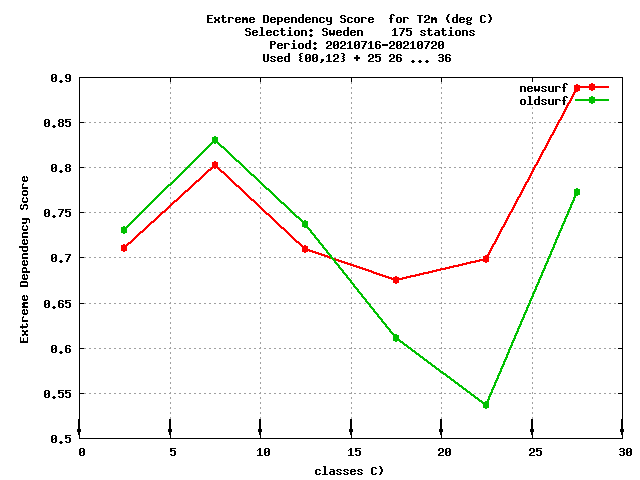 Extreme Dependency Score  for T2m (deg C)
Selection: Sweden    175 stations
Period: 20210716-20210720
Used {00,12} + 25 26 ... 36
newsurf
oldsurf
0.9
0.85
0.8
0.75
0.7
0.65
0.6
0.55
0.5
Extreme Dependency Score
0 5 10 15 20 25 30
classes C)